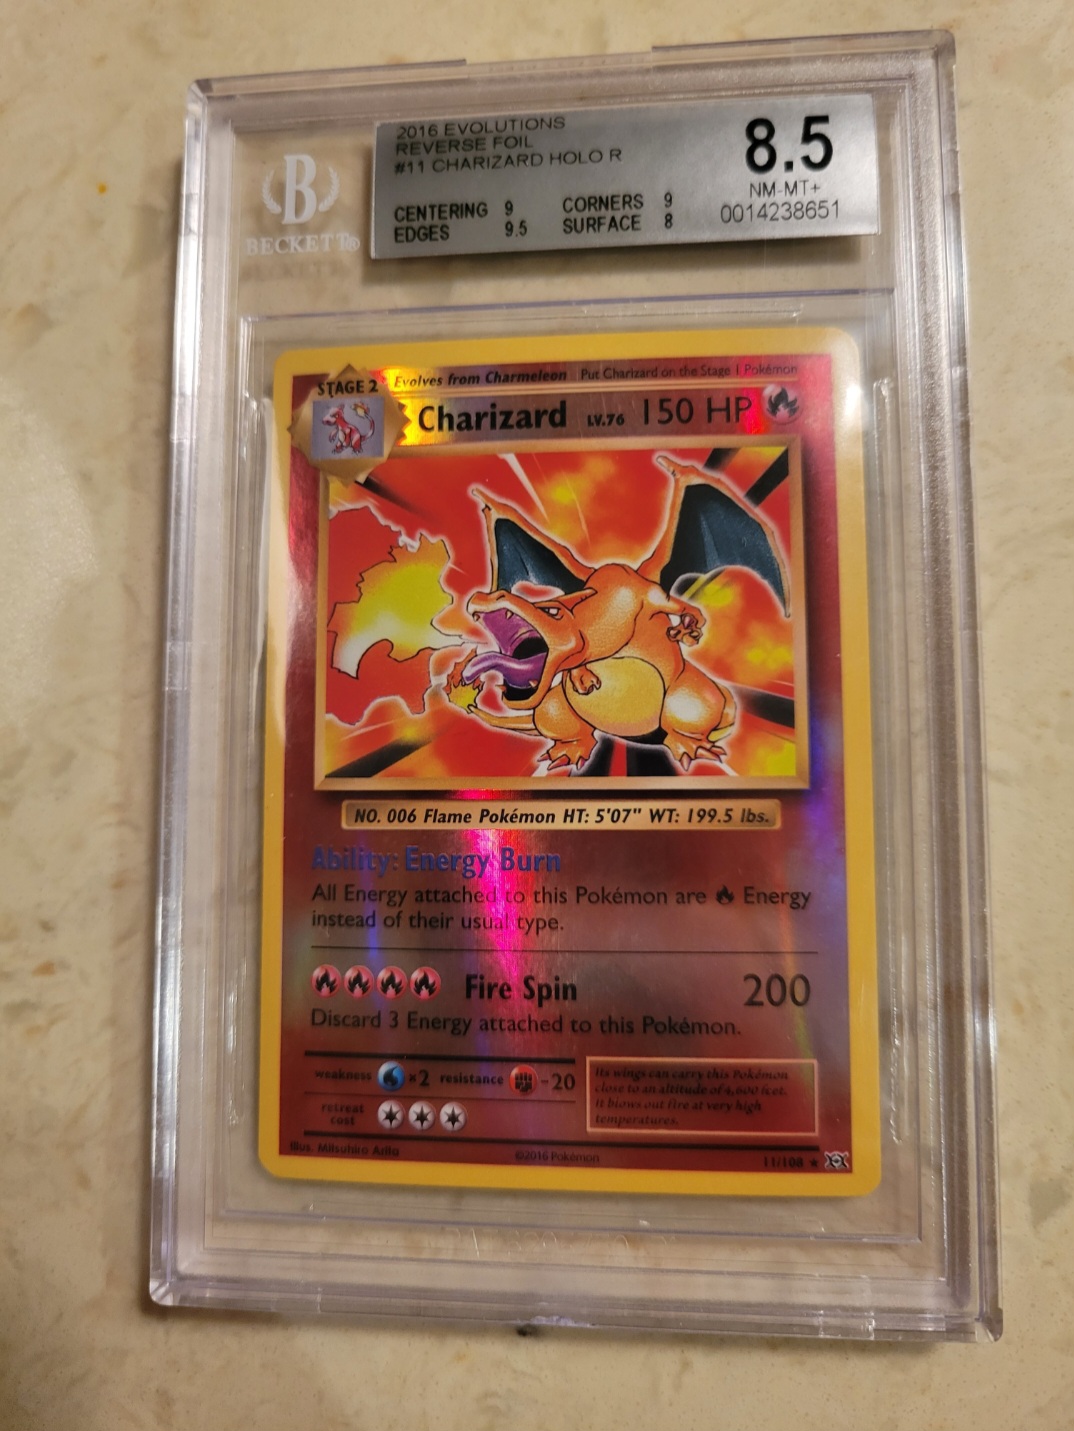 2016 EVOLUTIONS
REVERSE FOIL
#11 CHARIZARD HOLO R
8.5
NM-MT+
0014238651
CENTERING 9 CORNERS 9
EDGES 9.5 SURFACE 8
B
BECKETT®
STAGE 2 Evolves from Charmeleon Put Charizard on the Stage 1 Pokémon
Charizard LV.76 150 HP
NO. 006 Flame Pokémon HT: 5'07" WT: 199.5 lbs.
Ability: Energy Burn
All Energy attached to this Pokémon are Energy
instead of their usual type.
Fire Spin 200
Discard 3 Energy attached to this Pokémon.
weakness ×2 resistance -20
retreat
cost
Its wings can carry this Pokémon
close to an altitude of 4,600 feet.
It blows out fire at very high
temperatures.
Illus. Mitsuhiro Arita ©2016 Pokémon 11/108 ★